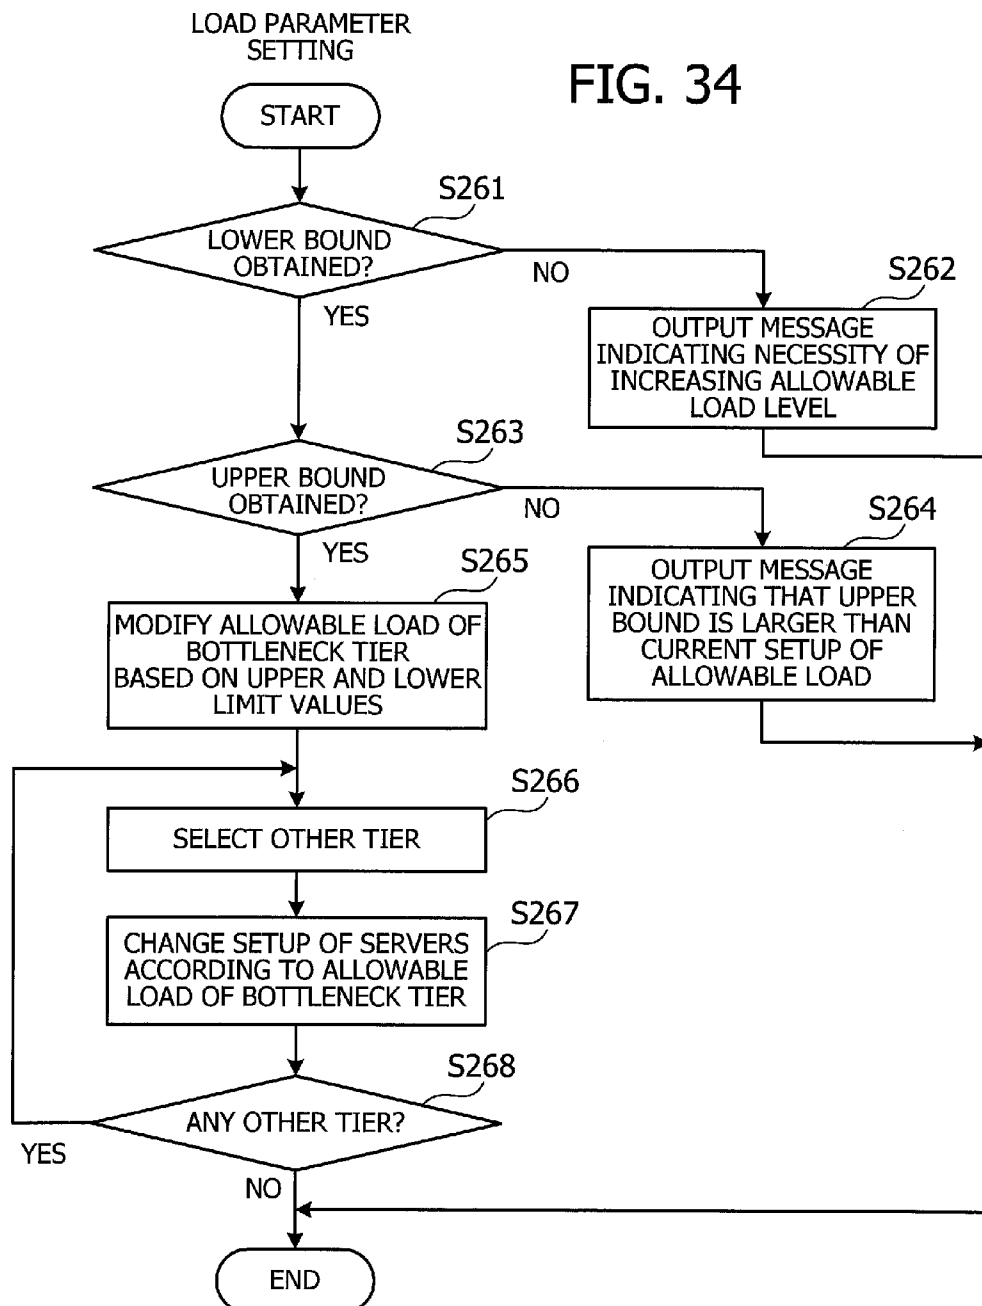 LOAD PARAMETER
SETTING
FIG. 34
START
S261
LOWER BOUND
OBTAINED?
NO
YES
S262
OUTPUT MESSAGE
INDICATING NECESSITY OF
INCREASING ALLOWABLE
LOAD LEVEL
S263
UPPER BOUND
OBTAINED?
NO
YES
S264
OUTPUT MESSAGE
INDICATING THAT UPPER
BOUND IS LARGER THAN
CURRENT SETUP OF
ALLOWABLE LOAD
S265
MODIFY ALLOWABLE LOAD OF
BOTTLENECK TIER
BASED ON UPPER AND LOWER
LIMIT VALUES
S266
SELECT OTHER TIER
S267
CHANGE SETUP OF SERVERS
ACCORDING TO ALLOWABLE
LOAD OF BOTTLENECK TIER
S268
ANY OTHER TIER?
YES
NO
END